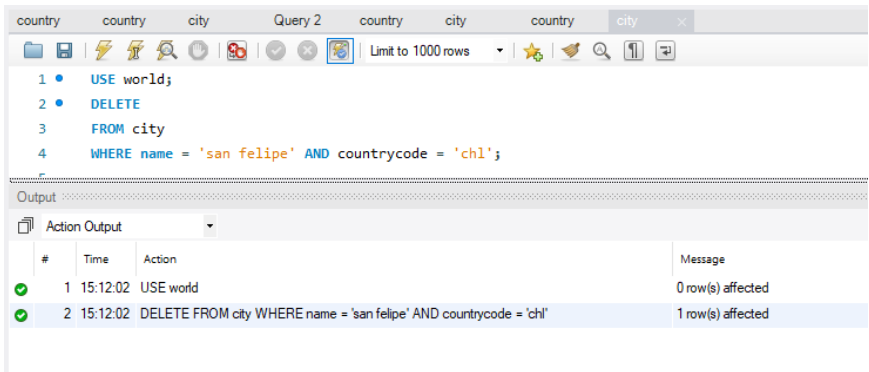 country country city Query 2 country city country city
Limit to 1000 rows
1 USE world;
2 DELETE
3 FROM city
4 WHERE name = 'san felipe' AND countrycode = 'chl';
Output
Action Output
# Time Action Message
1 15:12:02 USE world 0 row(s) affected
2 15:12:02 DELETE FROM city WHERE name = 'san felipe' AND countrycode = 'chl' 1 row(s) affected